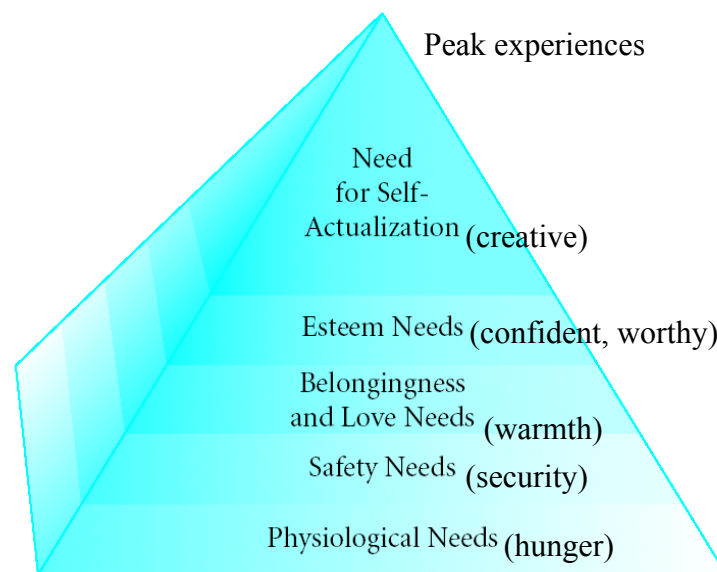 Peak experiences
Need
for Self-
Actualization (creative)
Esteem Needs (confident, worthy)
Belongingness
and Love Needs (warmth)
Safety Needs (security)
Physiological Needs (hunger)